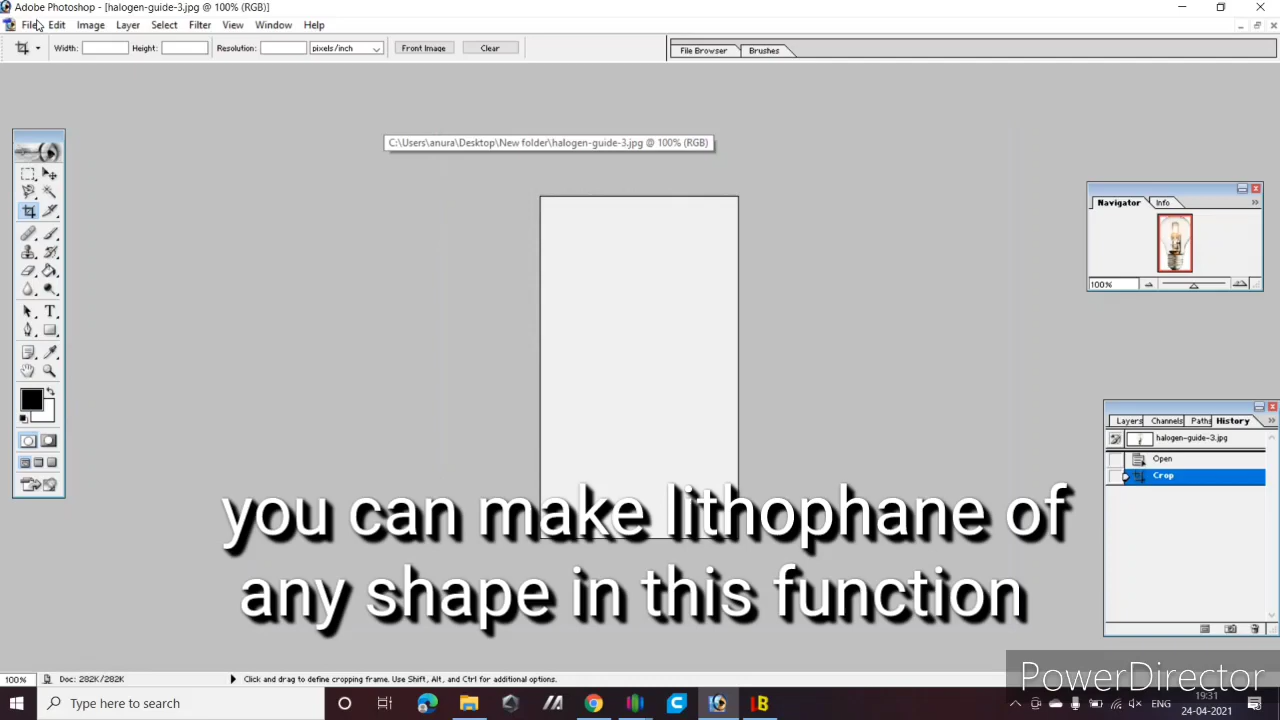 Adobe Photoshop - [halogen-guide-3.jpg @ 100% (RGB)]
File Edit Image Layer Select Filter View Window Help
Width: Height: Resolution: pixels/inch Front Image Clear File Browser Brushes
C:\Users\anura\Desktop\New folder\halogen-guide-3.jpg @ 100% (RGB)
Navigator Info
100%
Layers Channels Paths History
halogen-guide-3.jpg
Open
Crop
you can make lithophane of
any shape in this function
PowerDirector
100% Doc: 282K/282K Click and drag to define cropping frame. Use Shift, Alt, and Ctrl for additional options.
Type here to search
ENG
19:31
24-04-2021